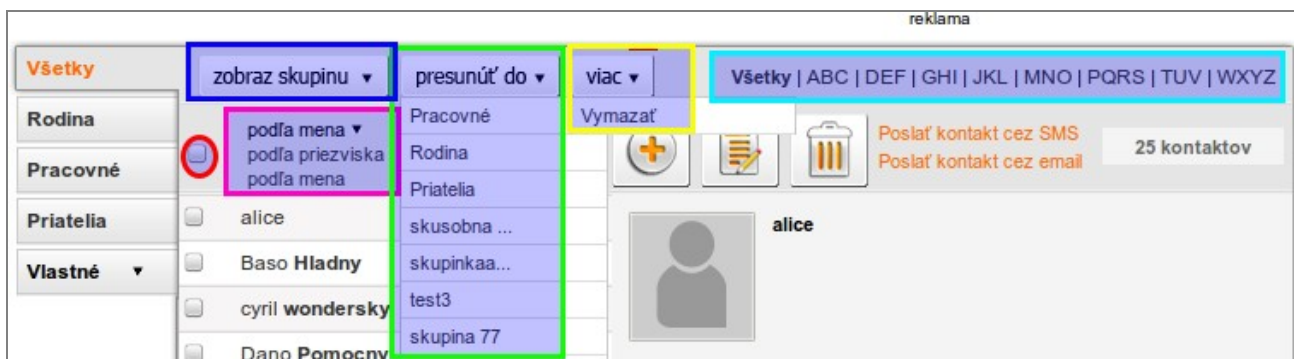 reklama
Všetky
Rodina
Pracovné
Priatelia
Vlastné ▼
zobraz skupinu ▼
presunúť do ▼
viac ▼
Všetky | ABC | DEF | GHI | JKL | MNO | PQRS | TUV | WXYZ
podľa mena ▼
podľa priezviska
podľa mena
Pracovné
Rodina
Priatelia
skusobna ...
skupinkaa...
test3
skupina 77
Vymazať
Poslať kontakt cez SMS
Poslať kontakt cez email
25 kontaktov
alice
Baso Hladny
cyril wondersky
Dano Pomocny
alice